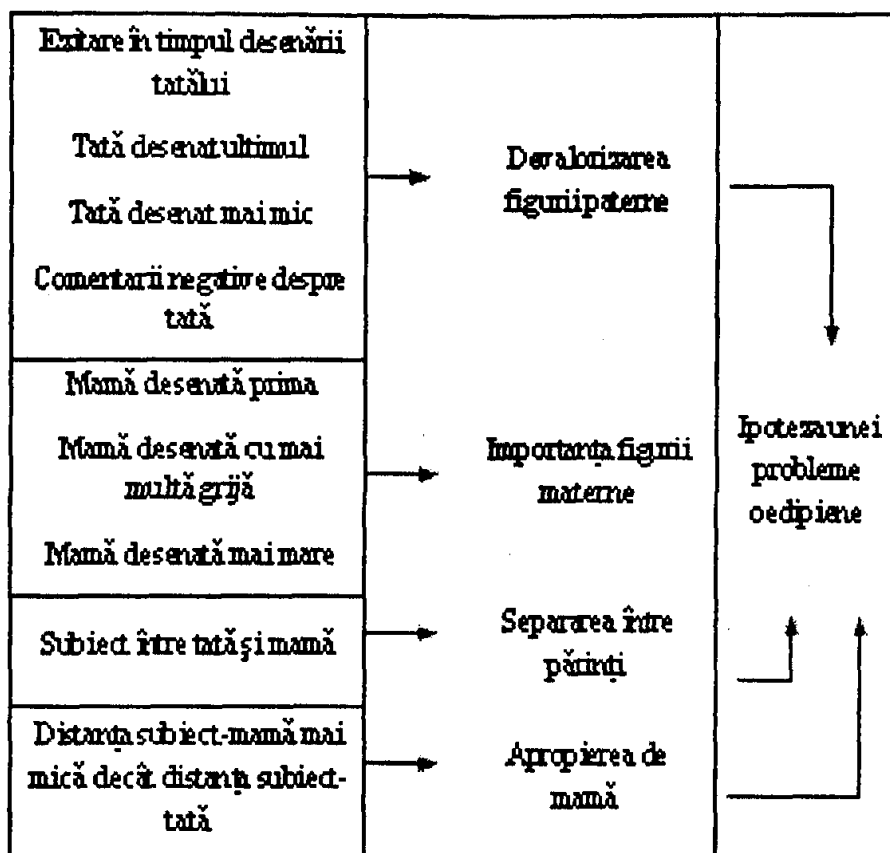 Exitare în timpul desenării
tatălui
Tată desenat ultimul
Tată desenat mai mic
Comentarii negative despre
tată
Devalorizarea
figurii paterne
Mamă desenată prima
Mamă desenată cu mai
multă grijă
Mamă desenată mai mare
Importanța figurii
materne
Subiect între tată și mamă
Separarea între
pătinți
Distanța subiect-mamă mai
mică decât distanța subiect-
tată
Apropierea de
mamă
Ipoteza unei
probleme
oedipiene